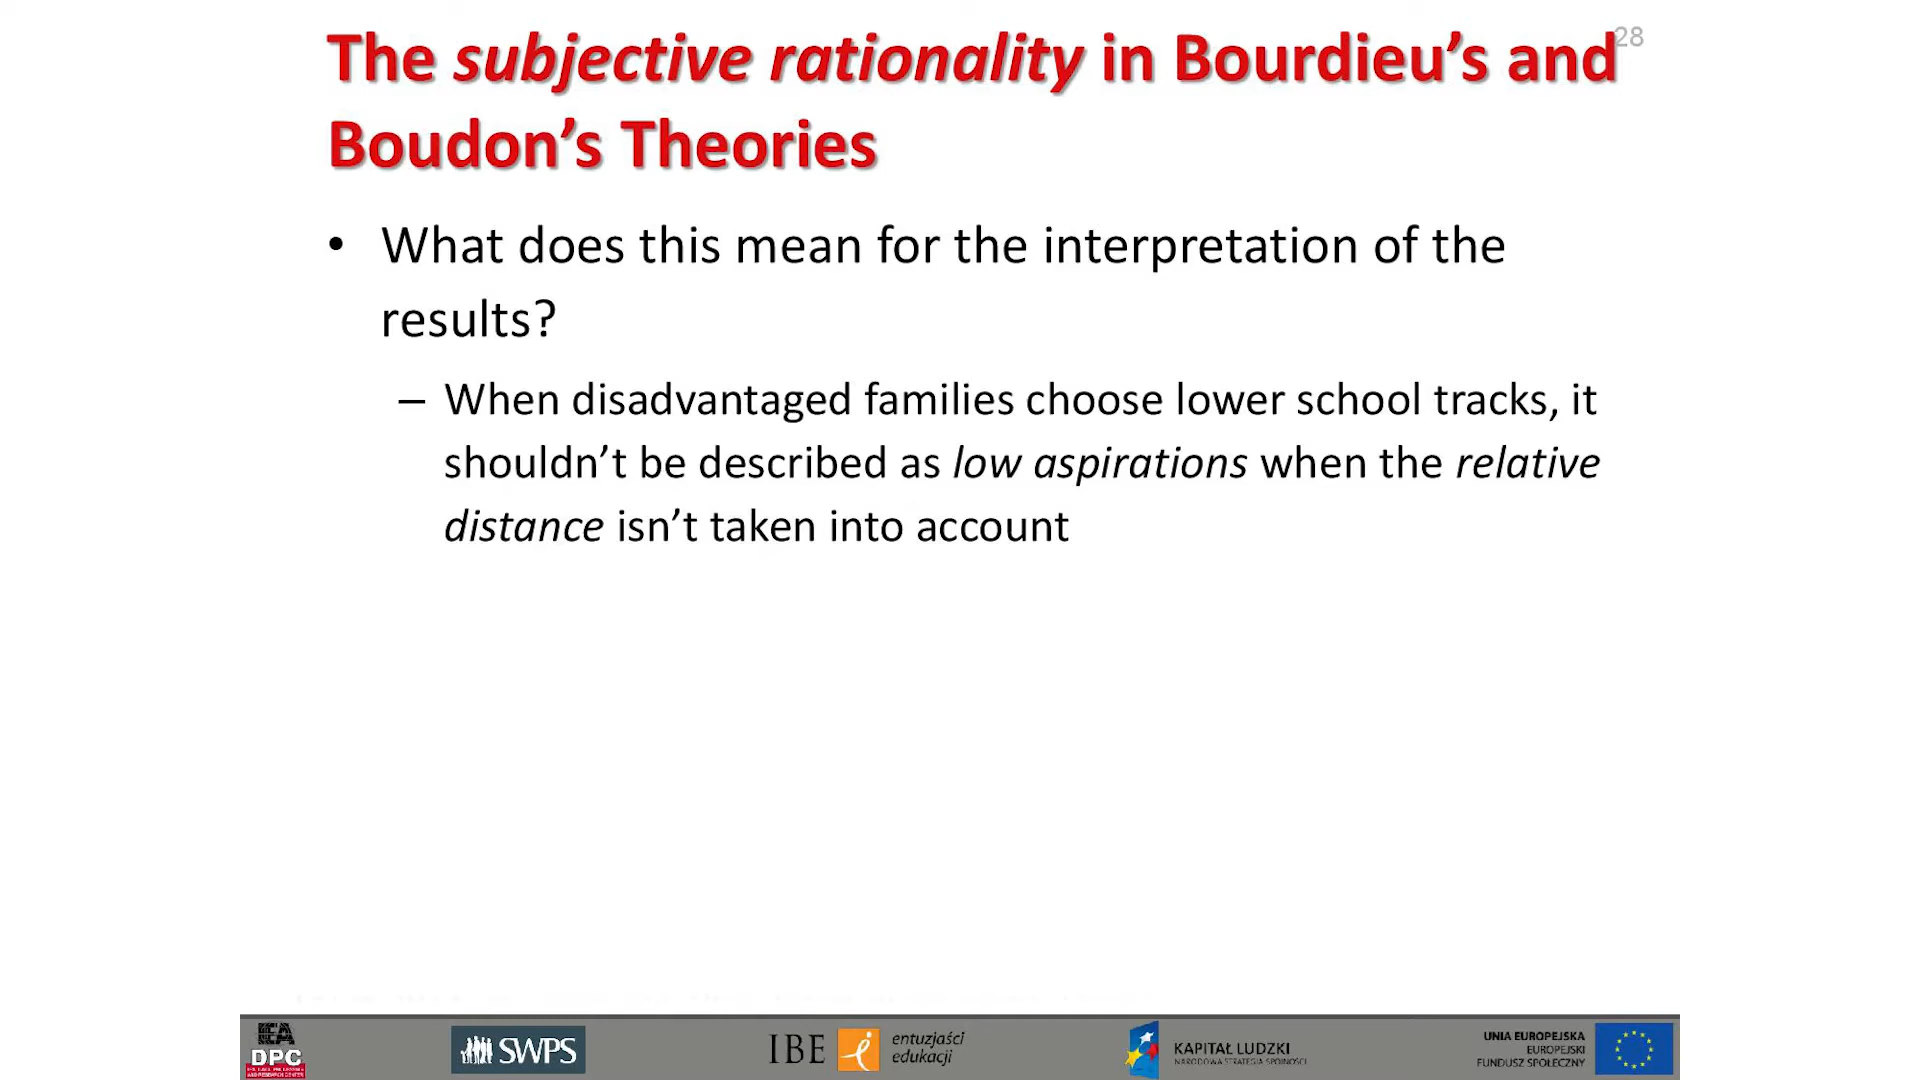 28
The subjective rationality in Bourdieu’s and
Boudon’s Theories
• What does this mean for the interpretation of the
results?
– When disadvantaged families choose lower school tracks, it
shouldn’t be described as low aspirations when the relative
distance isn’t taken into account
IEA
DPC
SWPS
IBE
entuzjaści
edukacji
KAPITAŁ LUDZKI
NARODOWA STRATEGIA SPÓJNOŚCI
UNIA EUROPEJSKA
EUROPEJSKI
FUNDUSZ SPOŁECZNY